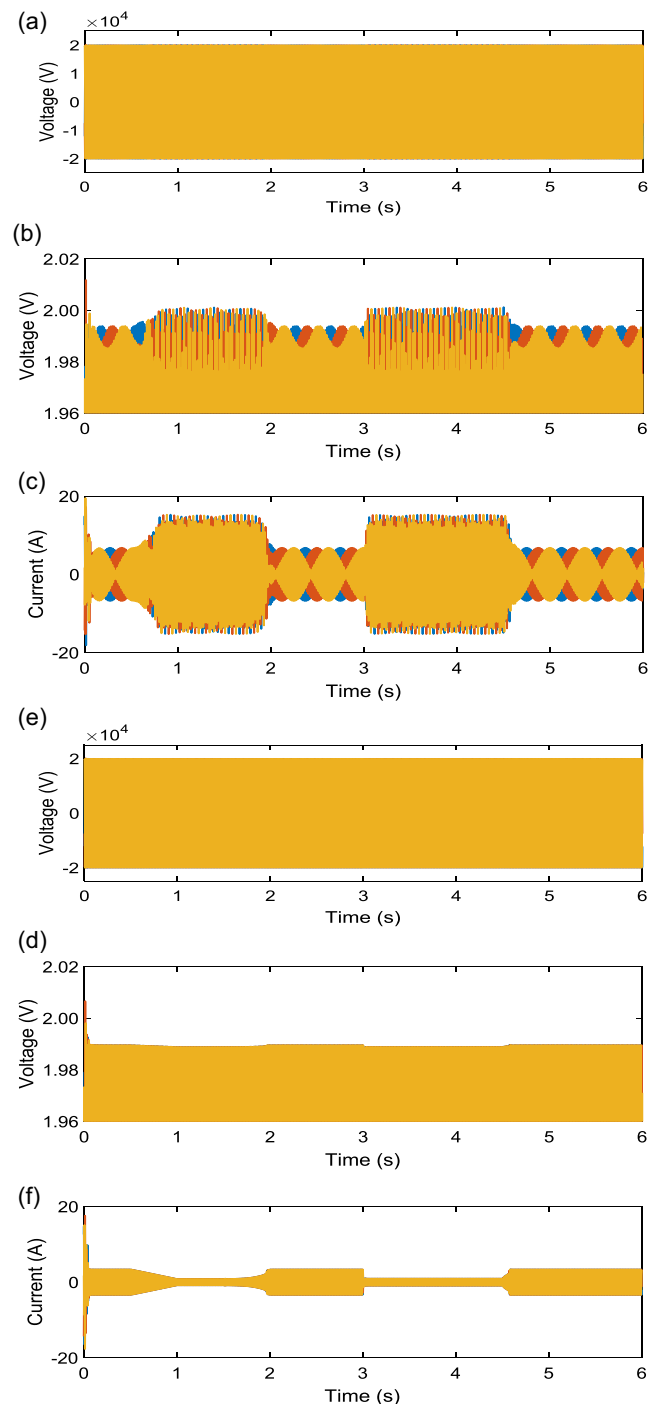 (a)
×10⁴
Voltage (V)
2
1
0
-1
-2
0 1 2 3 4 5 6
Time (s)
(b)
Voltage (V)
2.02
2.00
1.98
1.96
0 1 2 3 4 5 6
Time (s)
(c)
Current (A)
20
0
-20
0 1 2 3 4 5 6
Time (s)
(e)
×10⁴
Voltage (V)
2
0
-2
0 1 2 3 4 5 6
Time (s)
(d)
Voltage (V)
2.02
2.00
1.98
1.96
0 1 2 3 4 5 6
Time (s)
(f)
Current (A)
20
0
-20
0 1 2 3 4 5 6
Time (s)